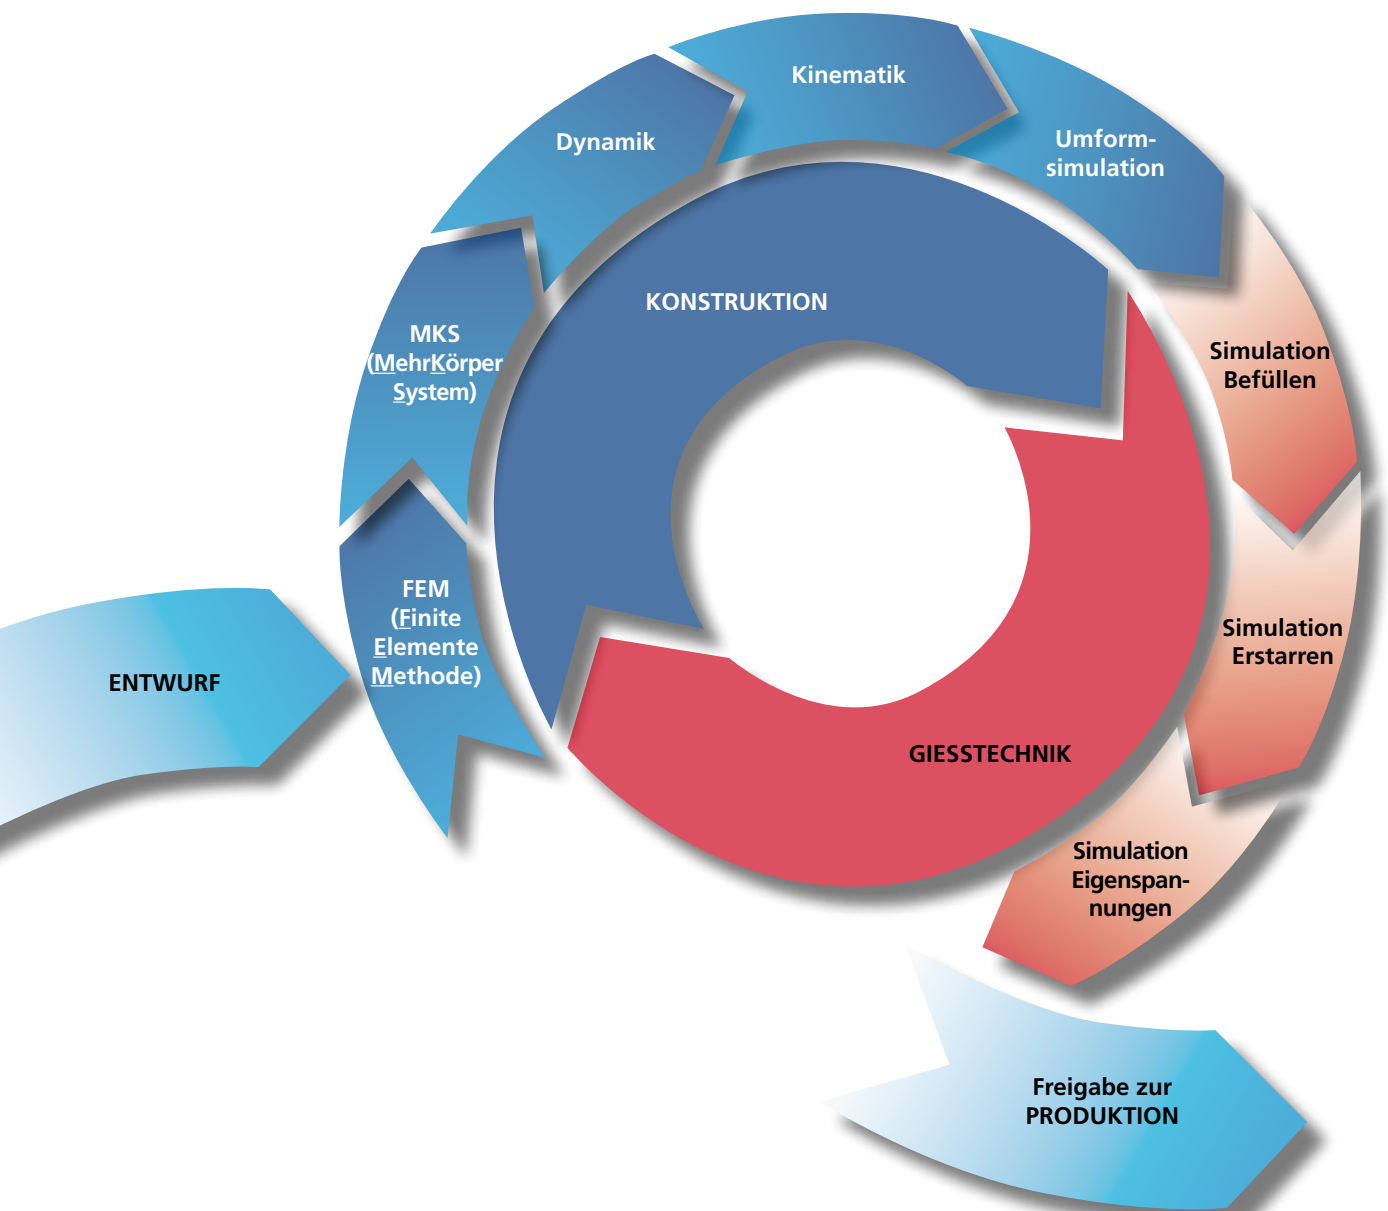 Kinematik
Dynamik
Umform-
simulation
KONSTRUKTION
MKS
(MehrKörper
System)
Simulation
Befüllen
FEM
(Finite
Elemente
Methode)
Simulation
Erstarren
ENTWURF
GIESSTECHNIK
Simulation
Eigenspan-
nungen
Freigabe zur
PRODUKTION